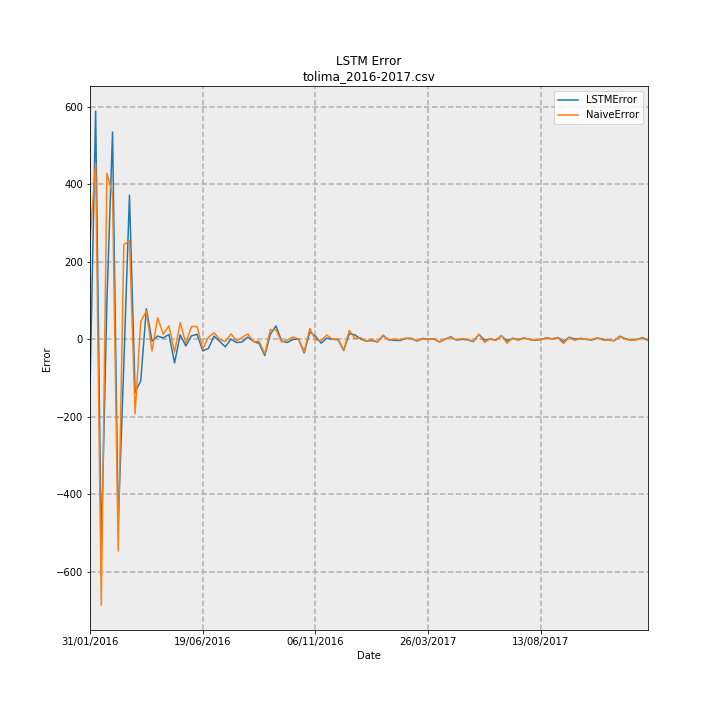 LSTM Error
tolima_2016-2017.csv
LSTMError
NaiveError
600
400
200
0
−200
−400
−600
Error
31/01/2016 19/06/2016 06/11/2016 26/03/2017 13/08/2017
Date